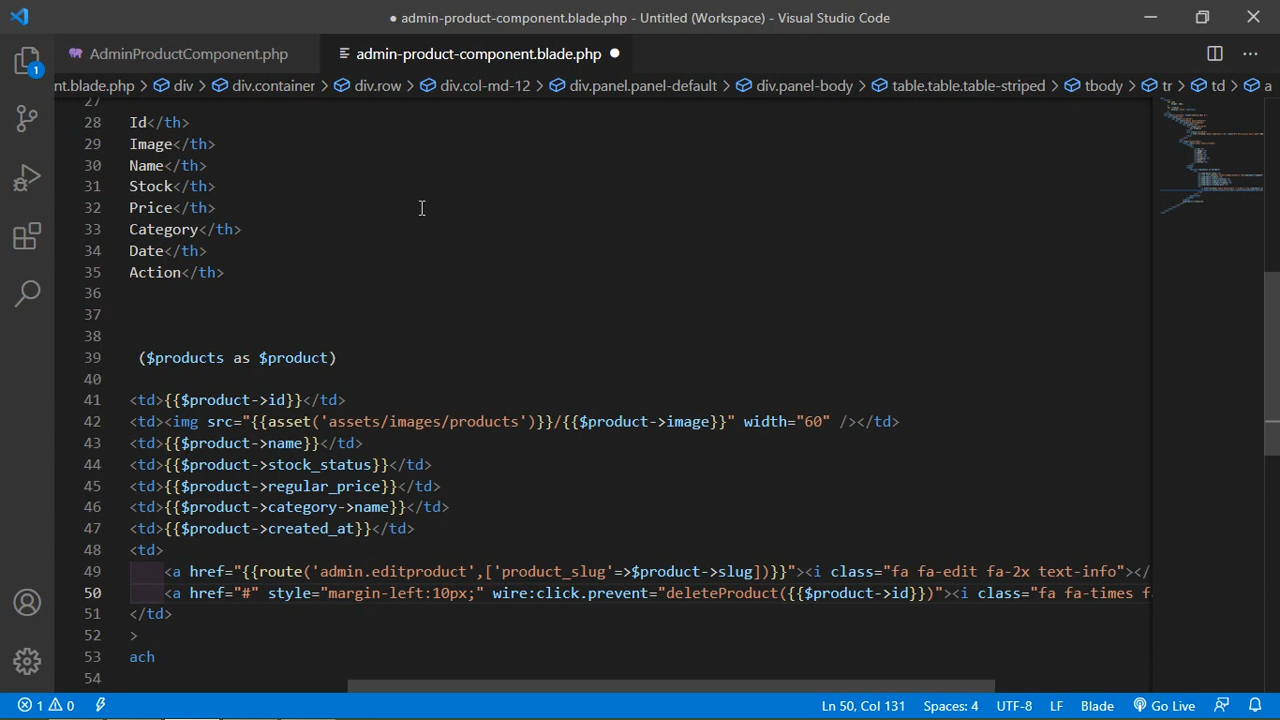 ● admin-product-component.blade.php - Untitled (Workspace) - Visual Studio Code
AdminProductComponent.php
admin-product-component.blade.php
1
nt.blade.php > div > div.container > div.row > div.col-md-12 > div.panel.panel-default > div.panel-body > table.table.table-striped > tbody > tr > td > a
27
28 Id</th>
29 Image</th>
30 Name</th>
31 Stock</th>
32 Price</th>
33 Category</th>
34 Date</th>
35 Action</th>
36
37
38
39 ($products as $product)
40
41 <td>{{$product->id}}</td>
42 <td><img src="{{asset('assets/images/products')}}/{{$product->image}}" width="60" /></td>
43 <td>{{$product->name}}</td>
44 <td>{{$product->stock_status}}</td>
45 <td>{{$product->regular_price}}</td>
46 <td>{{$product->category->name}}</td>
47 <td>{{$product->created_at}}</td>
48 <td>
49 <a href="{{route('admin.editproduct',['product_slug'=>$product->slug])}}"><i class="fa fa-edit fa-2x text-info"></
50 <a href="#" style="margin-left:10px;" wire:click.prevent="deleteProduct({{$product->id}})"><i class="fa fa-times f
51 </td>
52 >
53 ach
54
1 0
Ln 50, Col 131 Spaces: 4 UTF-8 LF Blade Go Live